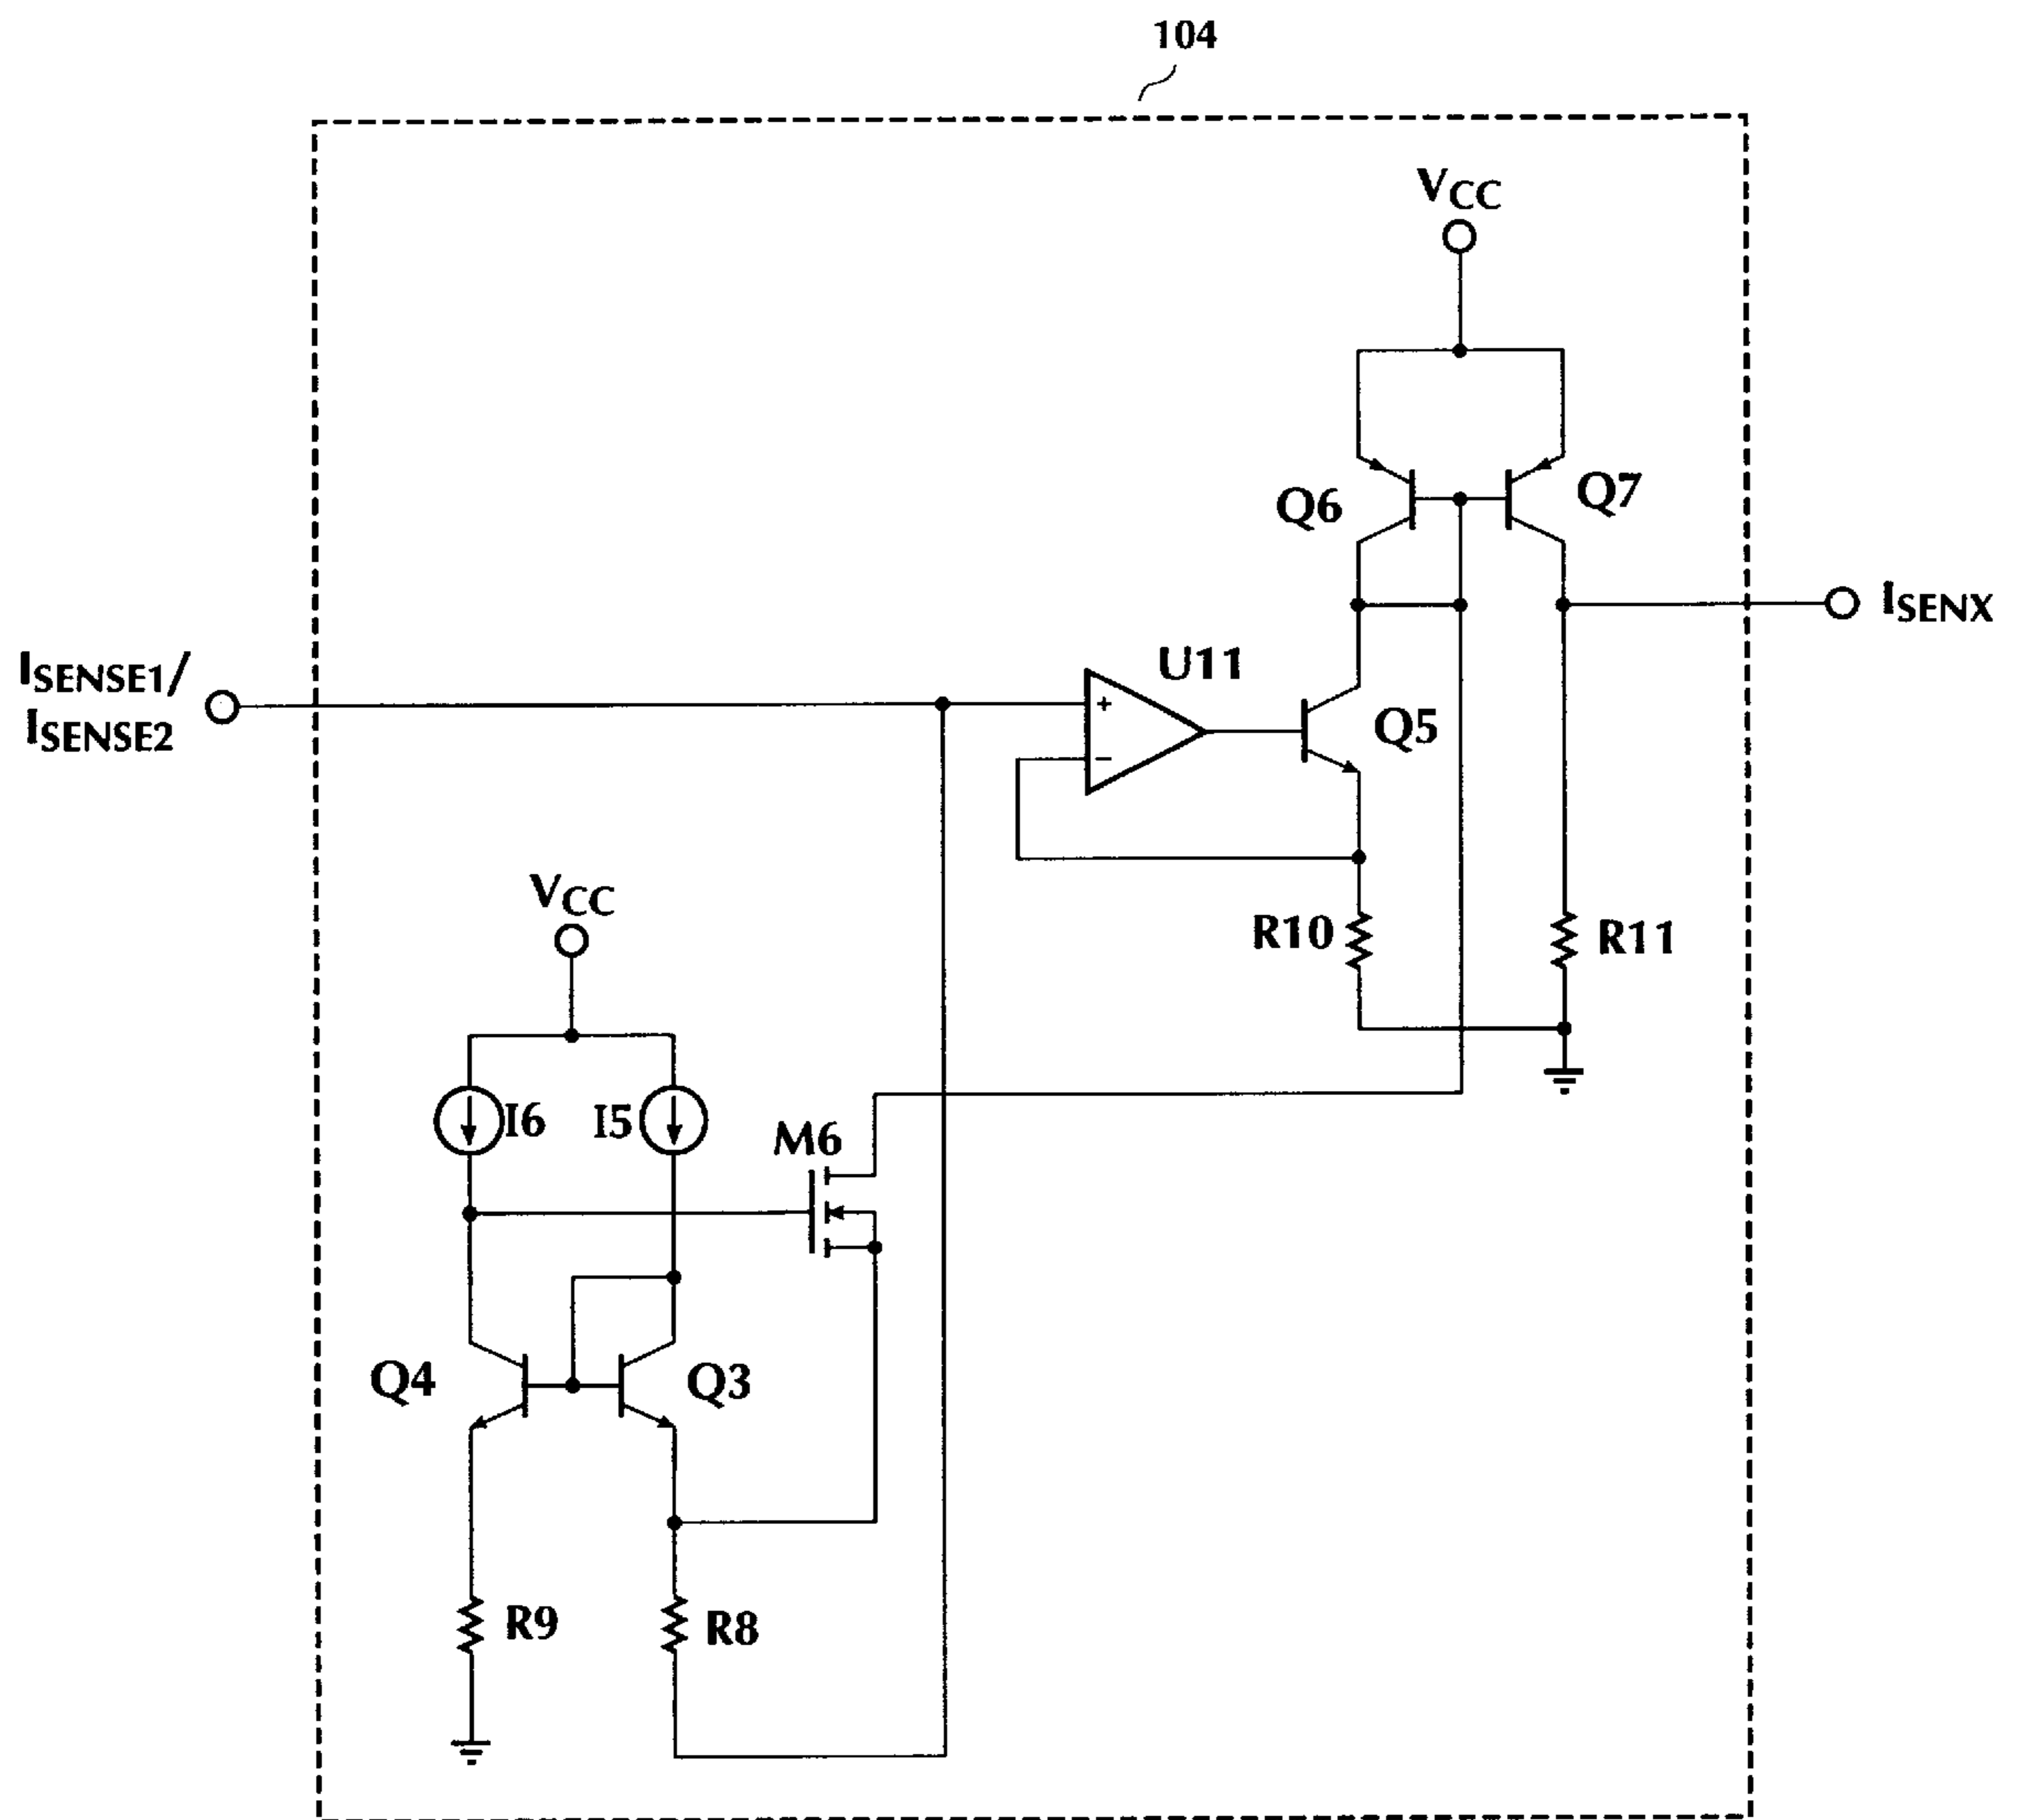 104
VCC
Q6
Q7
ISENX
ISENSE1/
ISENSE2
U11
+
−
Q5
VCC
R10
R11
I6
I5
M6
Q4
Q3
R9
R8